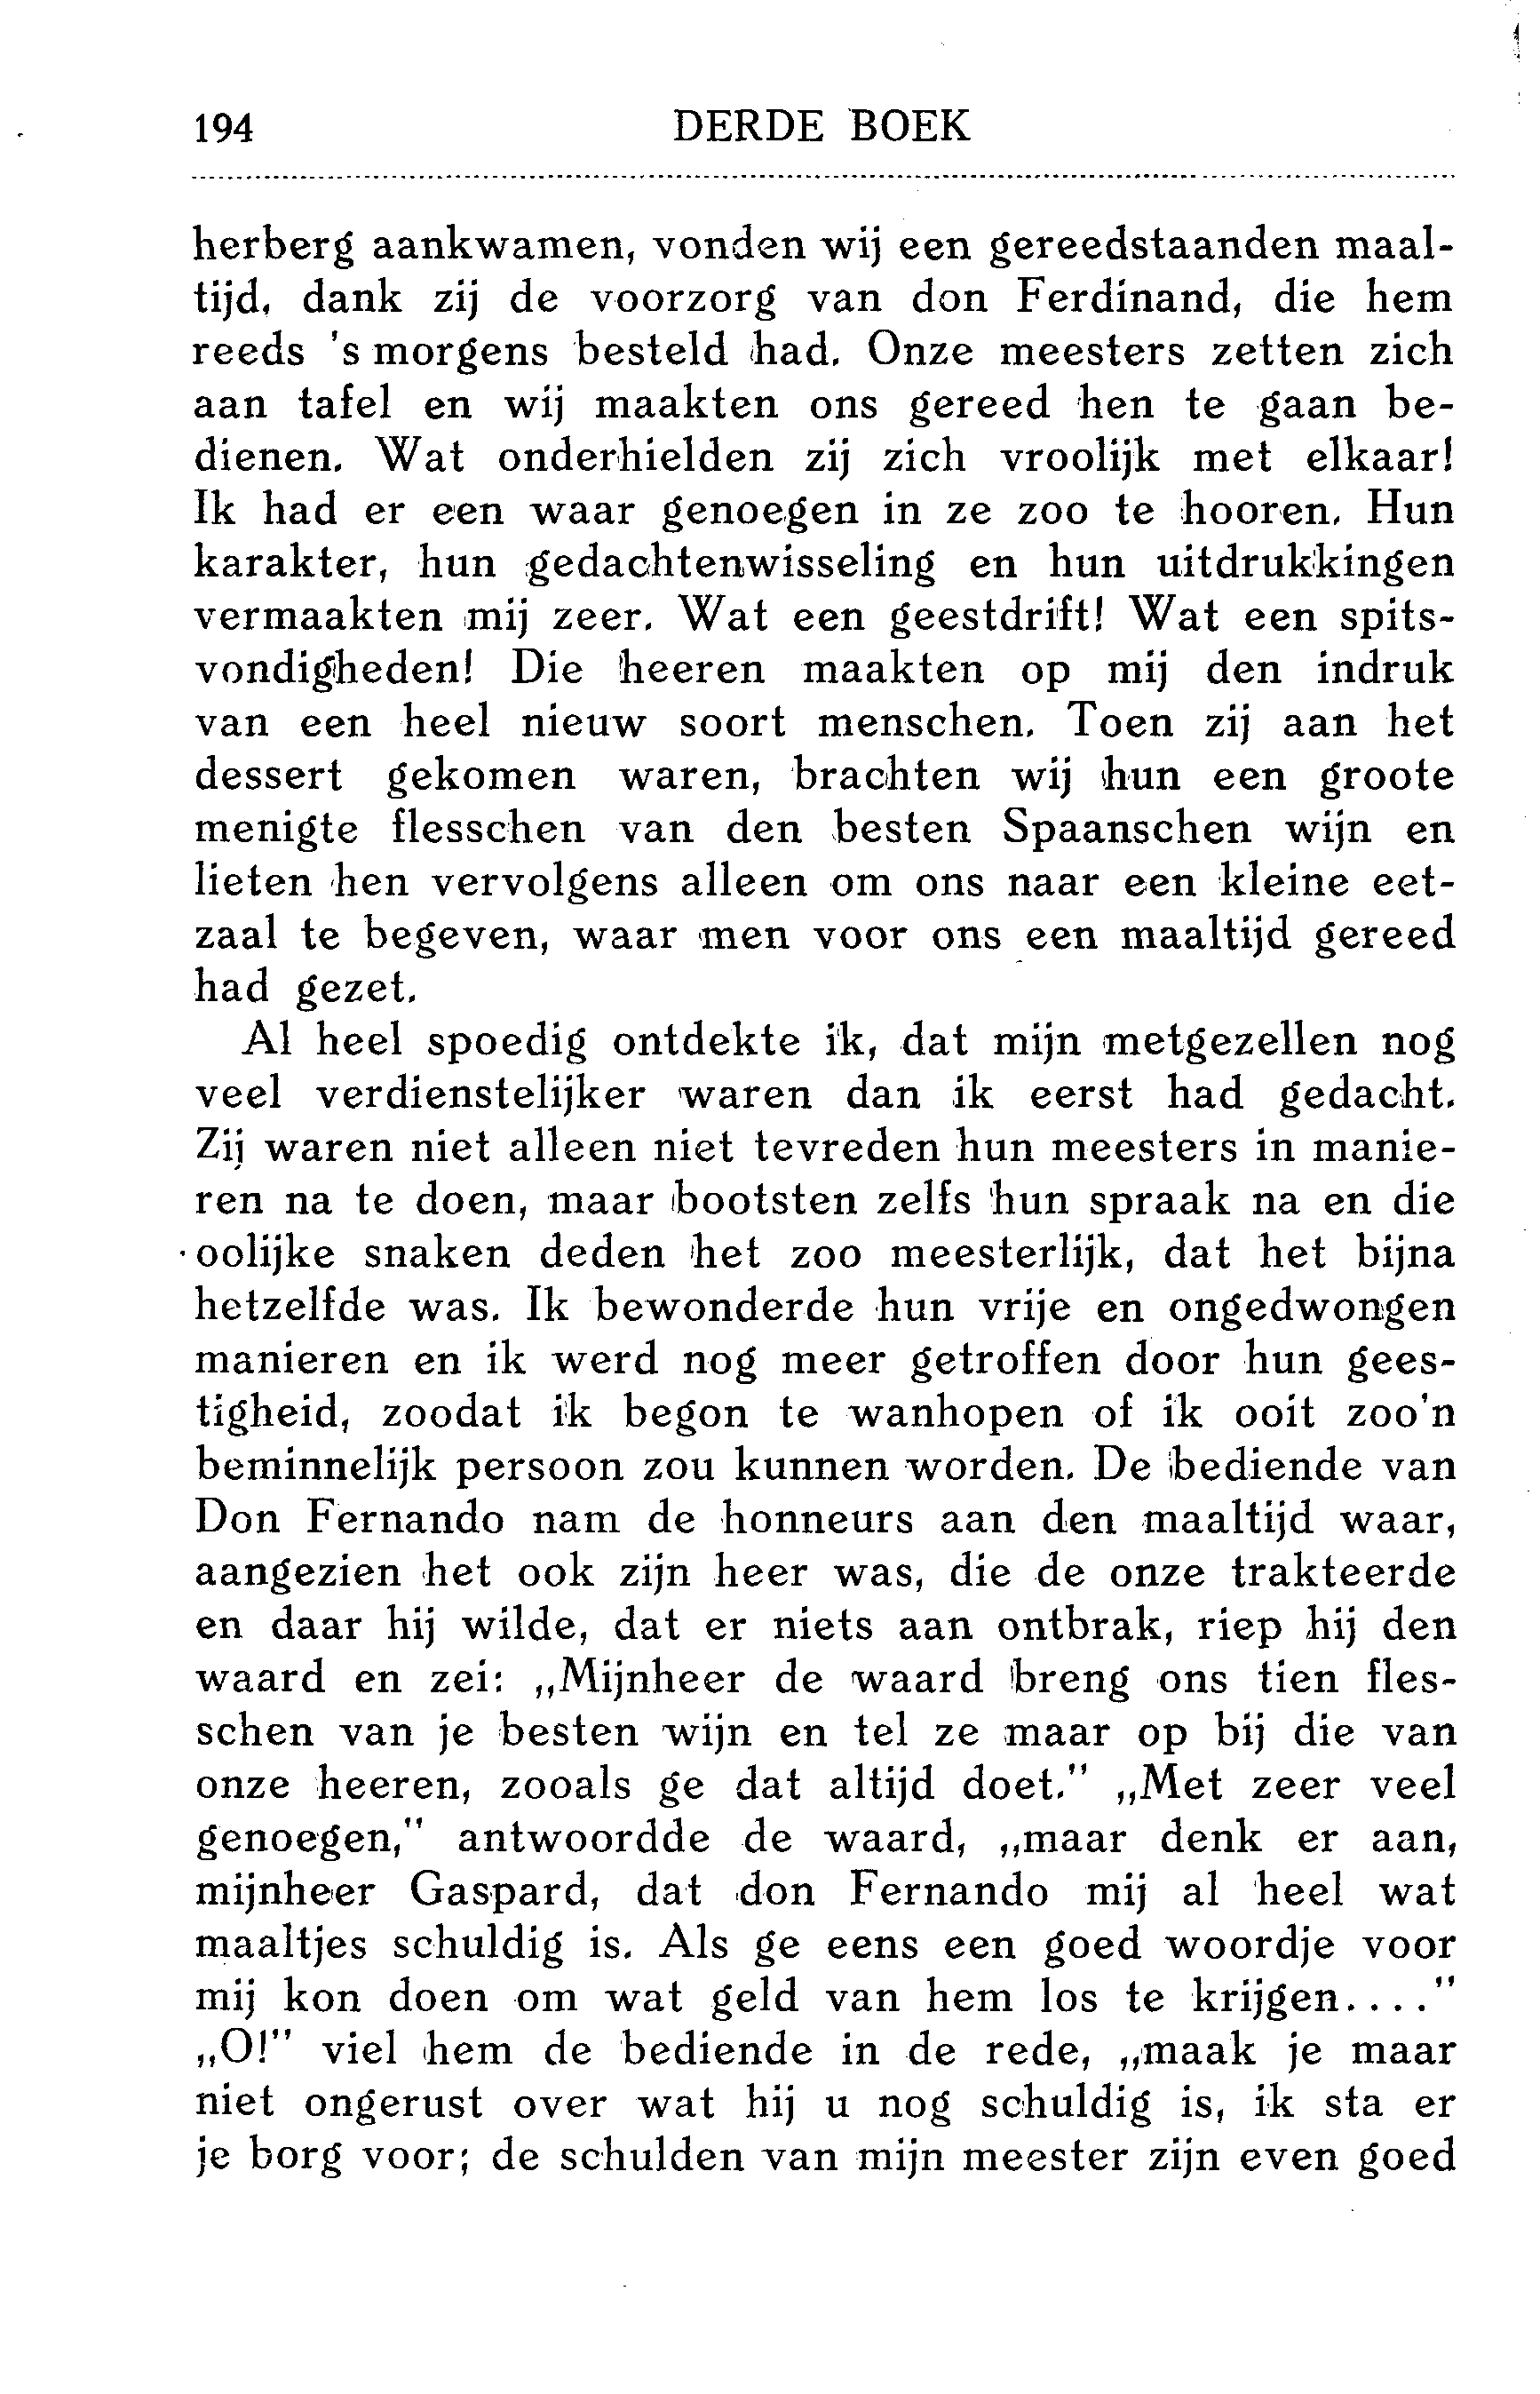 194 DERDE BOEK
herberg aankwamen, vonden wij een gereedstaanden maal-
tijd, dank zij de voorzorg van don Ferdinand, die hem
reeds 's morgens besteld had. Onze meesters zetten zich
aan tafel en wij maakten ons gereed hen te gaan be-
dienen. Wat onderhielden zij zich vroolijk met elkaar!
Ik had er een waar genoegen in ze zoo te hooren. Hun
karakter, hun gedachtenwisseling en hun uitdrukkingen
vermaakten mij zeer. Wat een geestdrift! Wat een spits-
vondigheden! Die heeren maakten op mij den indruk
van een heel nieuw soort menschen. Toen zij aan het
dessert gekomen waren, brachten wij hun een groote
menigte flesschen van den besten Spaanschen wijn en
lieten hen vervolgens alleen om ons naar een kleine eet-
zaal te begeven, waar men voor ons een maaltijd gereed
had gezet.
Al heel spoedig ontdekte ik, dat mijn metgezellen nog
veel verdienstelijker waren dan ik eerst had gedacht.
Zij waren niet alleen niet tevreden hun meesters in manie-
ren na te doen, maar bootsten zelfs hun spraak na en die
oolijke snaken deden het zoo meesterlijk, dat het bijna
hetzelfde was. Ik bewonderde hun vrije en ongedwongen
manieren en ik werd nog meer getroffen door hun gees-
tigheid, zoodat ik begon te wanhopen of ik ooit zoo'n
beminnelijk persoon zou kunnen worden. De bediende van
Don Fernando nam de honneurs aan den maaltijd waar,
aangezien het ook zijn heer was, die de onze trakteerde
en daar hij wilde, dat er niets aan ontbrak, riep hij den
waard en zei: „Mijnheer de waard breng ons tien fles-
schen van je besten wijn en tel ze maar op bij die van
onze heeren, zooals ge dat altijd doet." „Met zeer veel
genoegen," antwoordde de waard, „maar denk er aan,
mijnheer Gaspard, dat don Fernando mij al heel wat
maaltjes schuldig is. Als ge eens een goed woordje voor
mij kon doen om wat geld van hem los te krijgen...."
„O!" viel hem de bediende in de rede, „maak je maar
niet ongerust over wat hij u nog schuldig is, ik sta er
je borg voor; de schulden van mijn meester zijn even goed